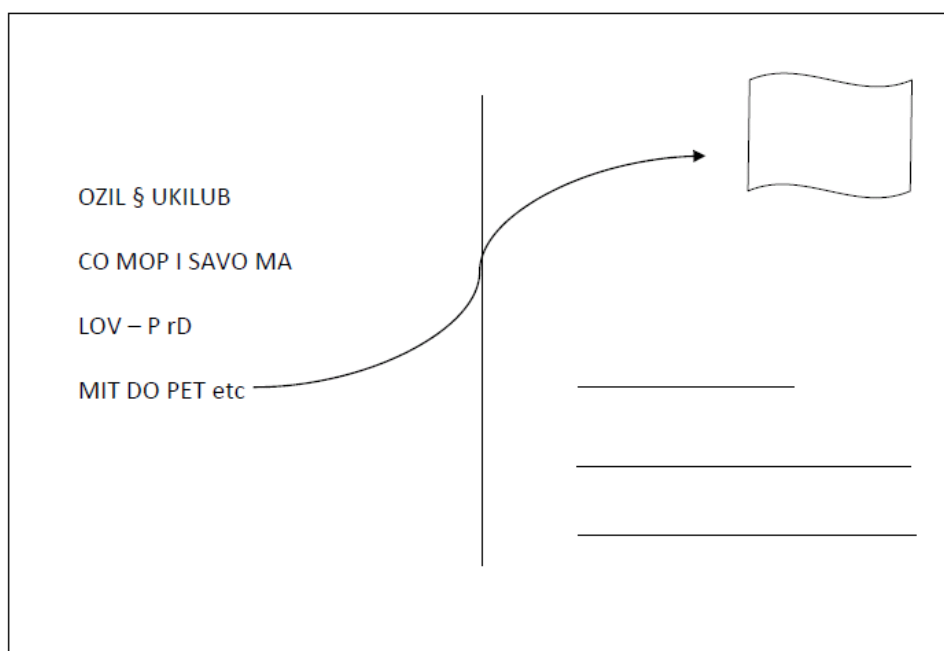 OZIL § UKILUB
CO MOP I SAVO MA
LOV – P rD
MIT DO PET etc